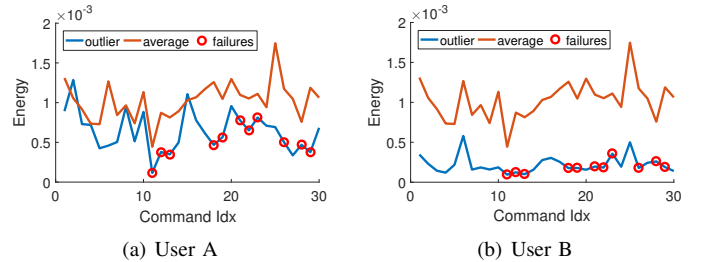 ×10⁻³ ×10⁻³
2 2
outlier average failures outlier average failures
1.5 1.5
1 1
0.5 0.5
0 0
Energy Energy
0 10 20 30 0 10 20 30
Command Idx Command Idx
(a) User A (b) User B